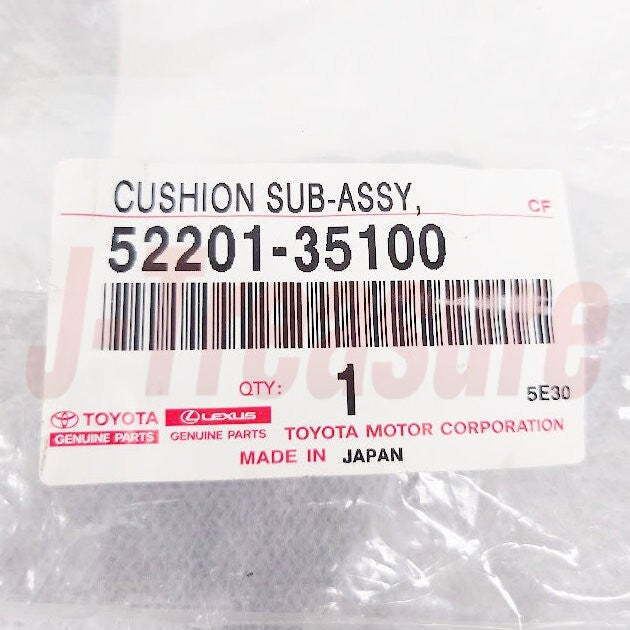 CUSHION SUB-ASSY,
CF
52201-35100
J-Treasure
QTY: 1
5E30
TOYOTA LEXUS
GENUINE PARTS GENUINE PARTS TOYOTA MOTOR CORPORATION
MADE IN JAPAN